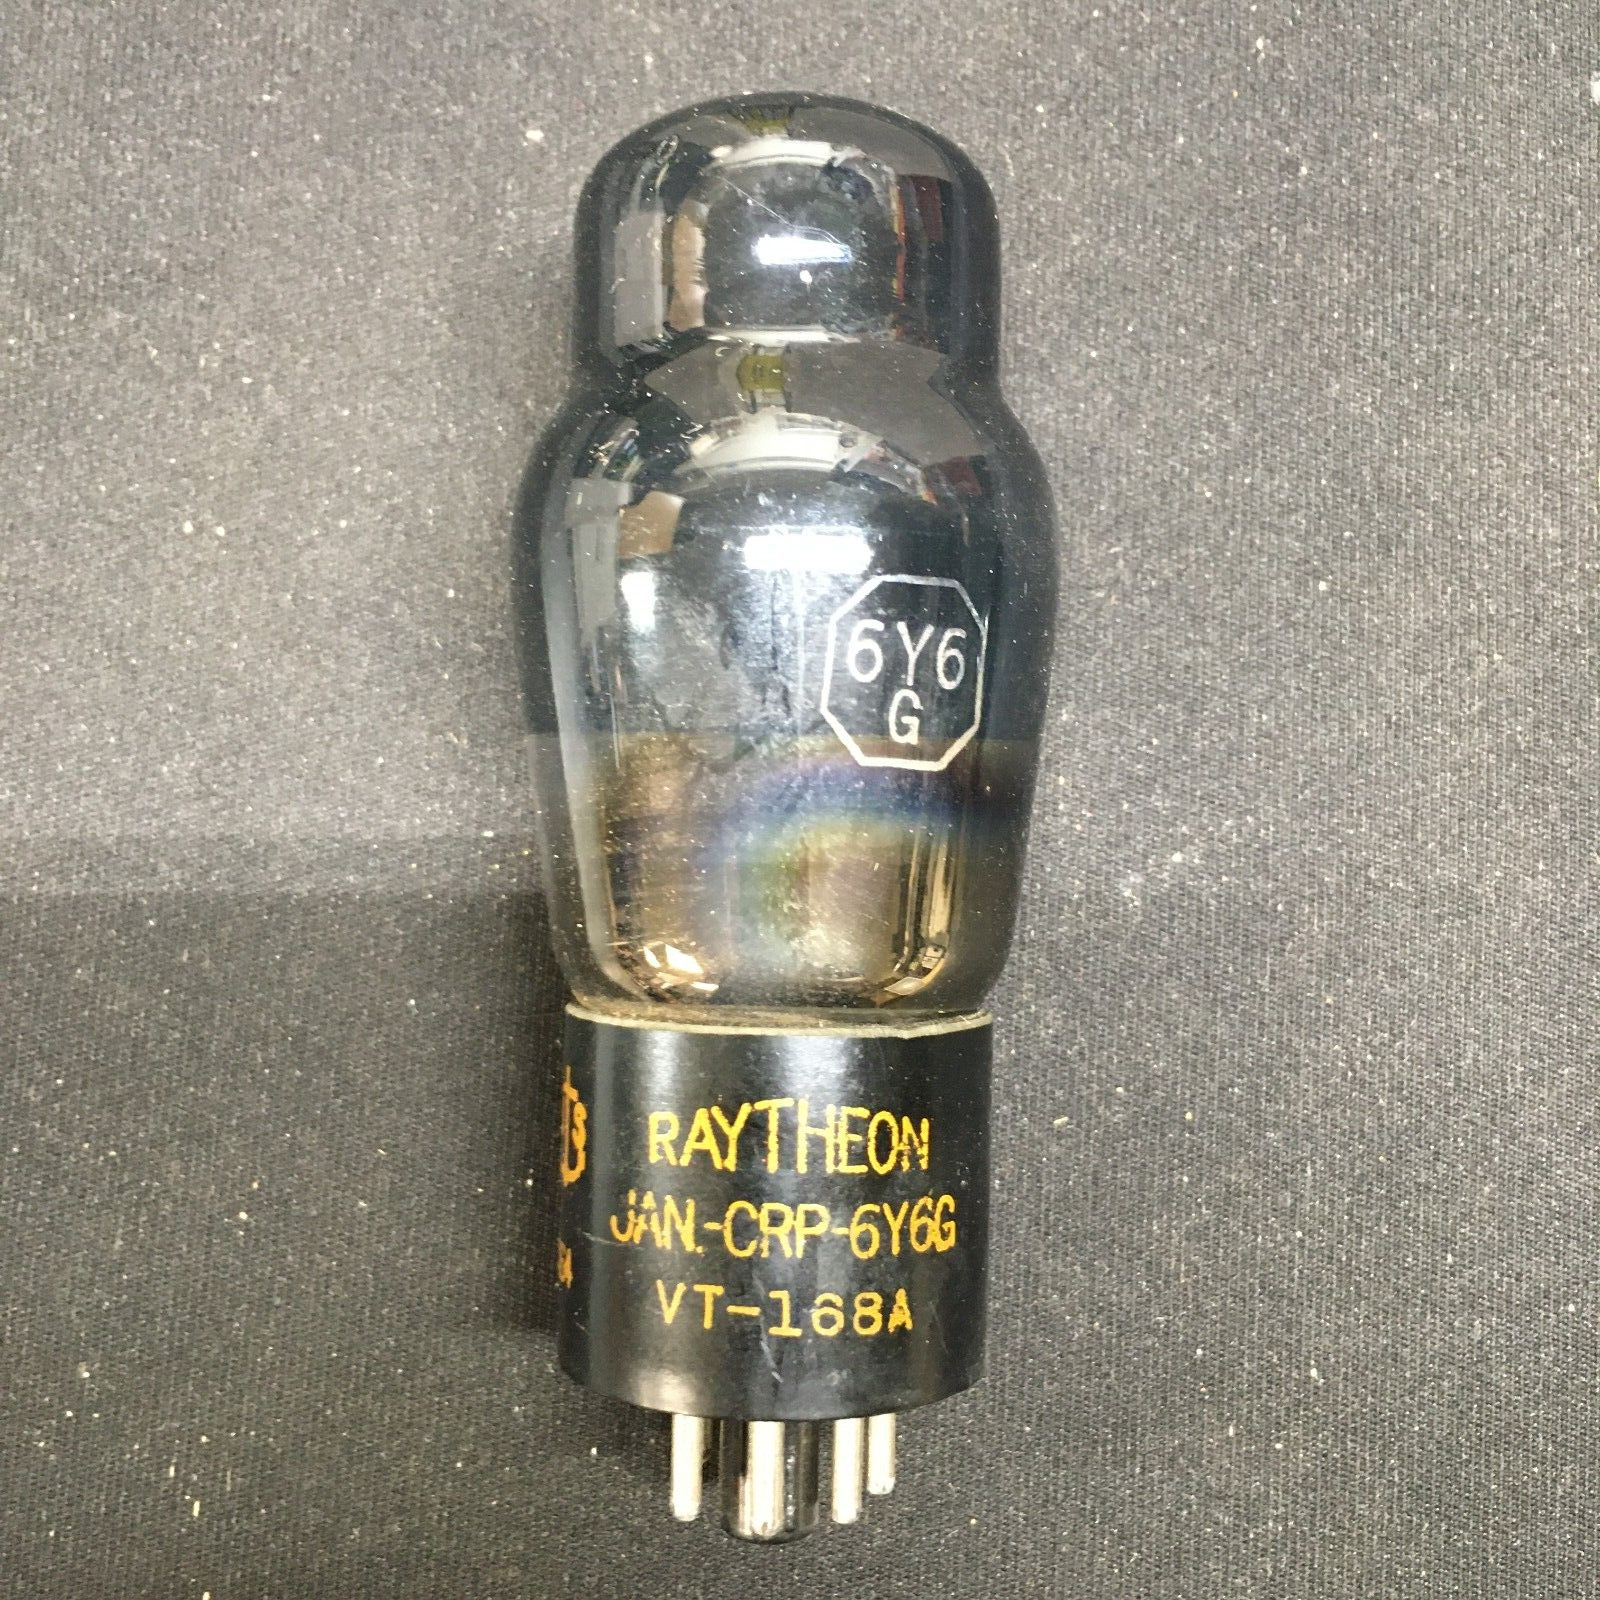 6Y6
G
RAYTHEON
JAN.-CRP-6Y6G
VT-168A